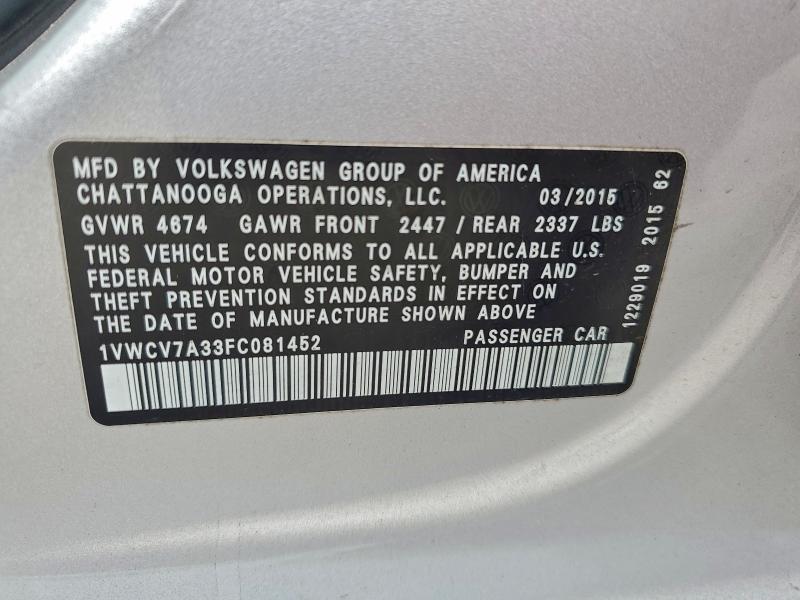 MFD BY VOLKSWAGEN GROUP OF AMERICA
CHATTANOOGA OPERATIONS, LLC. 03/2015
GVWR 4674 GAWR FRONT 2447 / REAR 2337 LBS
THIS VEHICLE CONFORMS TO ALL APPLICABLE U.S.
FEDERAL MOTOR VEHICLE SAFETY, BUMPER AND
THEFT PREVENTION STANDARDS IN EFFECT ON
THE DATE OF MANUFACTURE SHOWN ABOVE
1VWCV7A33FC081452 PASSENGER CAR
1229019 2015 62